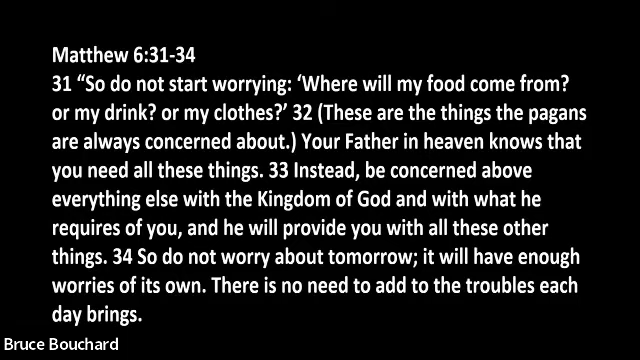 Matthew 6:31-34
31 “So do not start worrying: ‘Where will my food come from?
or my drink? or my clothes?’ 32 (These are the things the pagans
are always concerned about.) Your Father in heaven knows that
you need all these things. 33 Instead, be concerned above
everything else with the Kingdom of God and with what he
requires of you, and he will provide you with all these other
things. 34 So do not worry about tomorrow; it will have enough
worries of its own. There is no need to add to the troubles each
day brings.
Bruce Bouchard